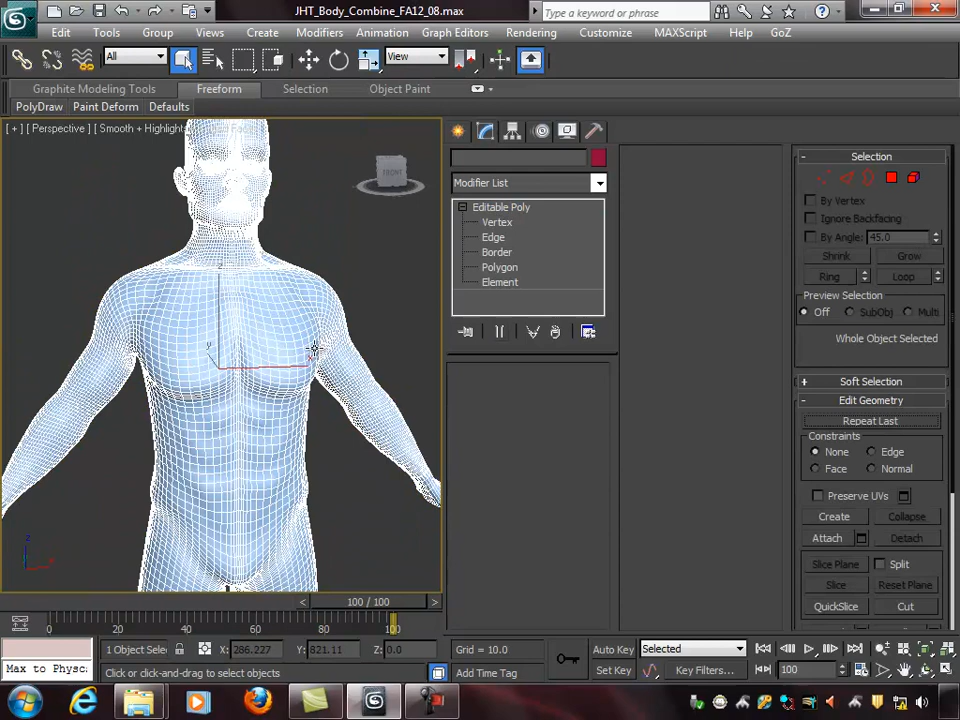 JHT_Body_Combine_FA12_08.max
Type a keyword or phrase
Edit Tools Group Views Create Modifiers Animation Graph Editors Rendering Customize MAXScript Help GoZ
All View
Graphite Modeling Tools Freeform Selection Object Paint
PolyDraw Paint Deform Defaults
[ + ] [ Perspective ] [ Smooth + Highlight
FRONT
Modifier List
Editable Poly
Vertex
Edge
Border
Polygon
Element
Selection
By Vertex
Ignore Backfacing
By Angle: 45.0
Shrink Grow
Ring Loop
Preview Selection
Off SubObj Multi
Whole Object Selected
Soft Selection
Edit Geometry
Repeat Last
Constraints
None Edge
Face Normal
Preserve UVs
Create Collapse
Attach Detach
Slice Plane Split
Slice Reset Plane
QuickSlice Cut
z
y
x
z
x
< 100 / 100 >
0 20 40 60 80 100
1 Object Selec X: 286.227 Y: 821.11 Z: 0.0 Grid = 10.0 Auto Key Selected
Max to Physc Click or click-and-drag to select objects Add Time Tag Set Key Key Filters... 100